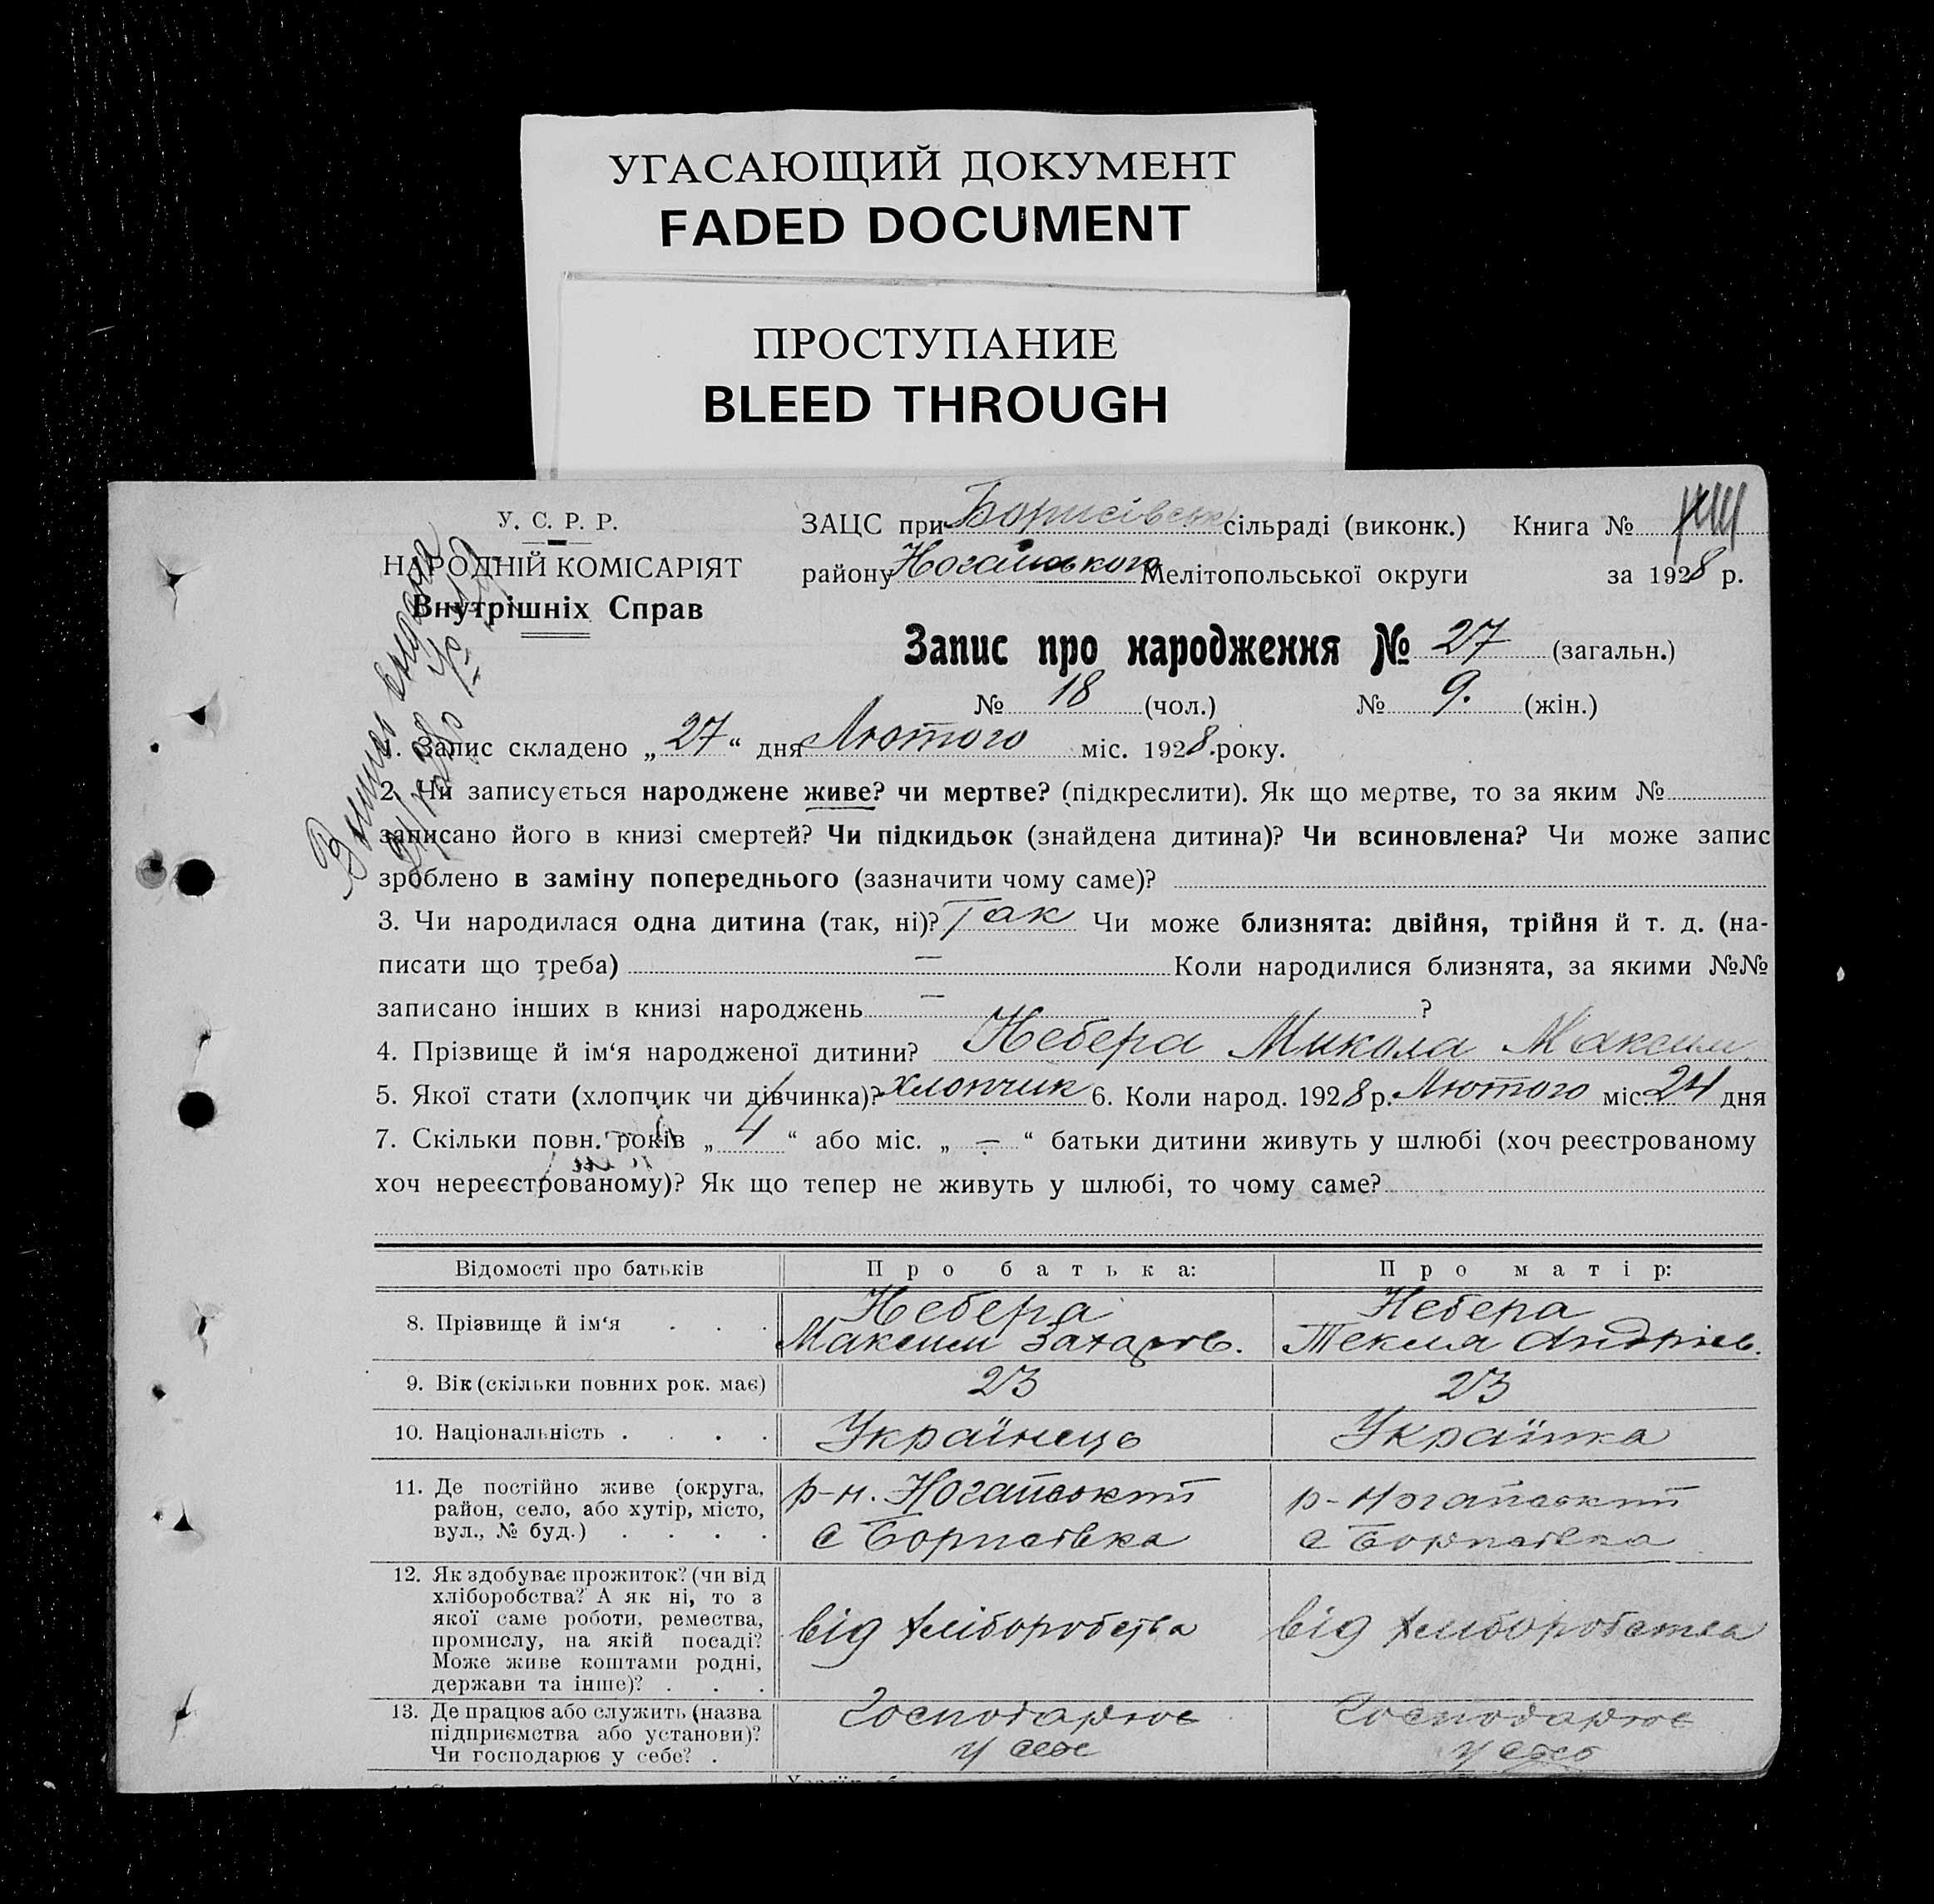 УГАСАЮЩИЙ ДОКУМЕНТ
FADED DOCUMENT
ПРОСТУПАНИЕ
BLEED THROUGH
У. С. Р. Р.
НАРОДНІЙ КОМІСАРІЯТ
Внутрішніх Справ
ЗАЦС при Борисівськ сільраді (виконк.) Книга №
району Ногайського Мелітопольської округи за 1928 р.
Запис про народження № 27 (загальн.)
№ 18 (чол.) № 9. (жін.)
1. Запис складено „27“ дня Лютого міс. 1928 року.
2. Чи записується народжене живе? чи мертве? (підкреслити). Як що мертве, то за яким №
записано його в книзі смертей? Чи підкидьок (знайдена дитина)? Чи всиновлена? Чи може запис
зроблено в заміну попереднього (зазначити чому саме)?
3. Чи народилася одна дитина (так, ні)? Так Чи може близнята: двійня, трійня й т. д. (на-
писати що треба) — Коли народилися близнята, за якими №№
записано інших в книзі народжень — ?
4. Прізвище й ім‘я народженої дитини? Небера Микола Максим.
5. Якої стати (хлопчик чи дівчинка)? хлопчик 6. Коли народ. 1928 р. Лютого міс. 24 дня
7. Скільки повн. років „4“ або міс. „—“ батьки дитини живуть у шлюбі (хоч реєстрованому
хоч нереєстрованому)? Як що тепер не живуть у шлюбі, то чому саме?
Відомості про батьків Про батька: Про матір:
8. Прізвище й ім‘я . . . Небера Небера
Максим Захаров. Текля Андріїв.
9. Вік (скільки повних рок. має) 23 23
10. Національність . . . . Українець Українка
11. Де постійно живе (округа, р-н. Ногайський р- Ногайський
район, село, або хутір, місто,
вул., № буд.) . . . . с Борисівка с Борисівка
12. Як здобуває прожиток? (чи від
хліборобства? А як ні, то з
якої саме роботи, ремества, від хліборобства від хліборобства
промислу, на якій посаді?
Може живе коштами родні,
держави та інше)? . . .
13. Де працює або служить (назва Господарює Господарює
підприємства або установи)?
Чи господарює у себе? . у себе у себе